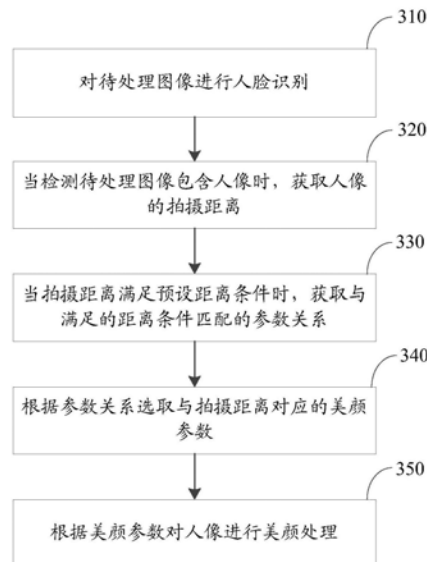 310
对待处理图像进行人脸识别
320
当检测待处理图像包含人像时，获取人像
的拍摄距离
330
当拍摄距离满足预设距离条件时，获取与
满足的距离条件匹配的参数关系
340
根据参数关系选取与拍摄距离对应的美颜
参数
350
根据美颜参数对人像进行美颜处理